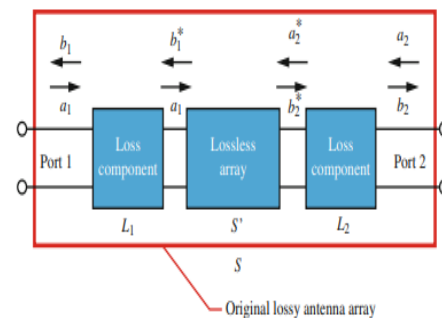 b₁ b₁* a₂* a₂
a₁ a₁ b₂* b₂
Port 1 Loss component Lossless array Loss component Port 2
L₁ S' L₂
S
Original lossy antenna array